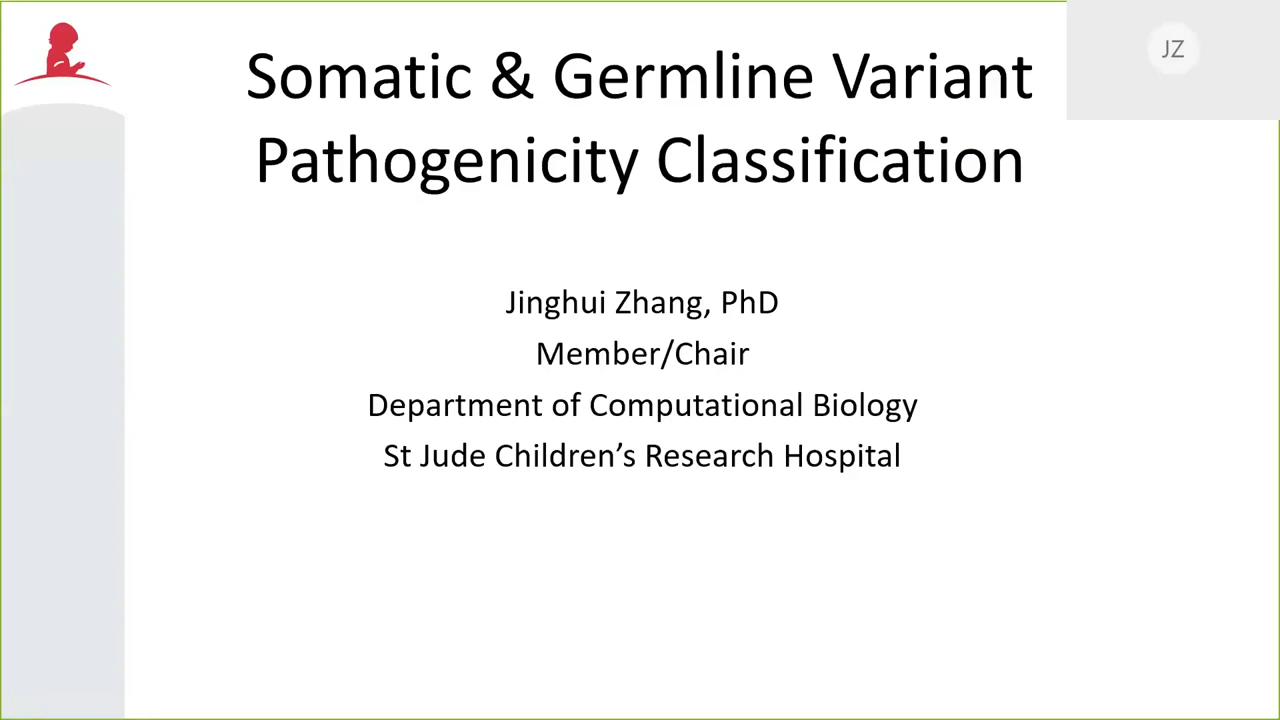 JZ
Somatic & Germline Variant
Pathogenicity Classification
Jinghui Zhang, PhD
Member/Chair
Department of Computational Biology
St Jude Children’s Research Hospital